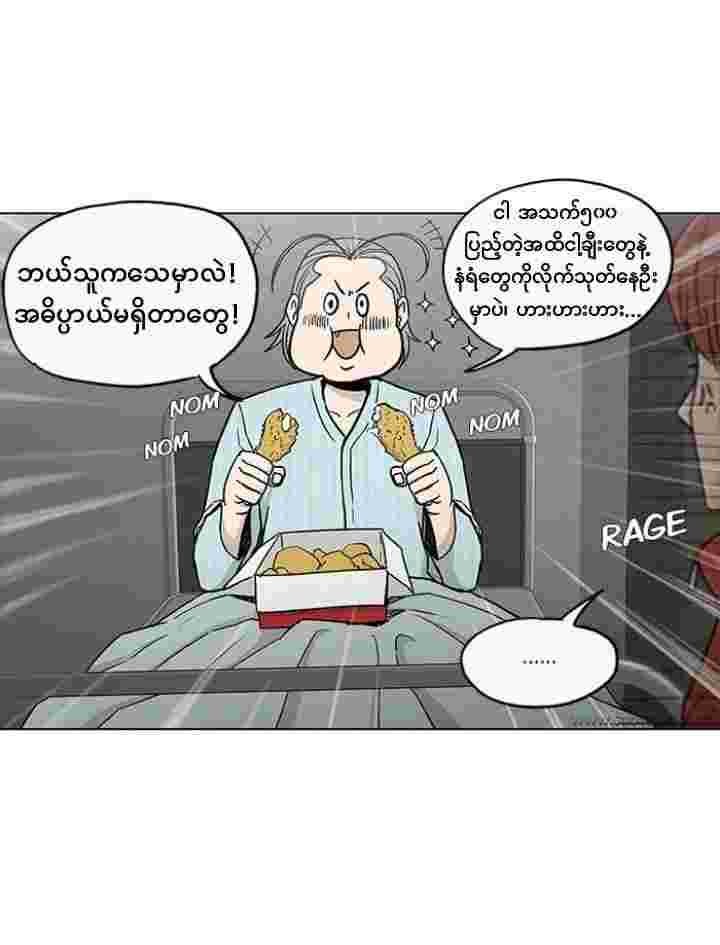 ဘယ်သူကသေမှာလဲ!
အဓိပ္ပာယ်မရှိတာတွေ!
ငါ အသက်၅၀၀
ပြည့်တဲ့အထိငါ့ချီးတွေနဲ့
နံရံတွေကိုလိုက်သုတ်နေဦး
မှာပဲ၊ ဟားဟားဟား...
NOM
NOM
NOM
NOM
RAGE
......